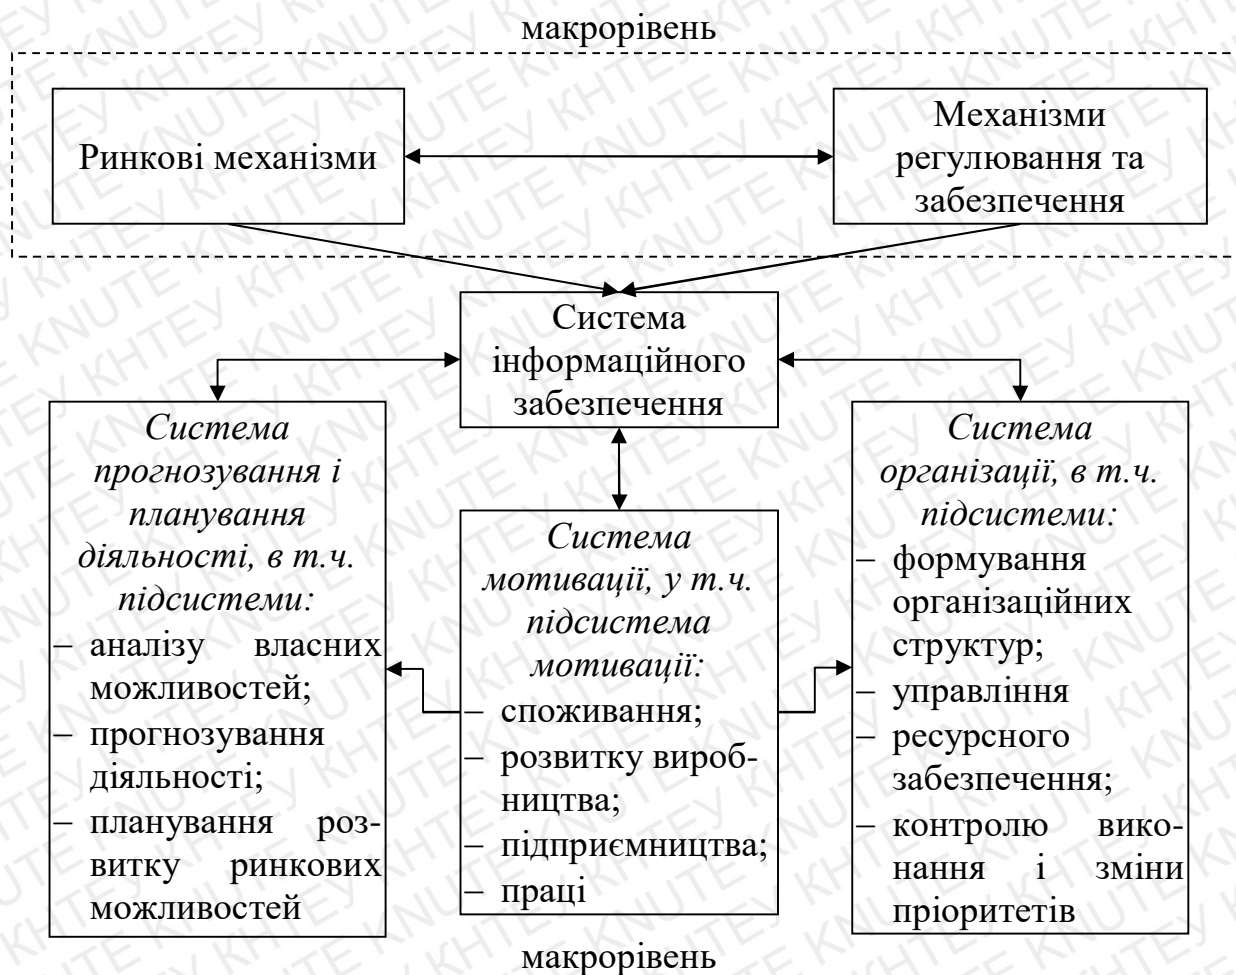 макрорівень
Ринкові механізми
Механізми
регулювання та
забезпечення
Система
інформаційного
забезпечення
Система
прогнозування і
планування
діяльності, в т.ч.
підсистеми:
– аналізу власних
можливостей;
– прогнозування
діяльності;
– планування роз-
витку ринкових
можливостей
Система
мотивації, у т.ч.
підсистема
мотивації:
– споживання;
– розвитку вироб-
ництва;
– підприємництва;
– праці
Система
організації, в т.ч.
підсистеми:
– формування
організаційних
структур;
– управління
– ресурсного
забезпечення;
– контролю вико-
нання і зміни
пріоритетів
макрорівень